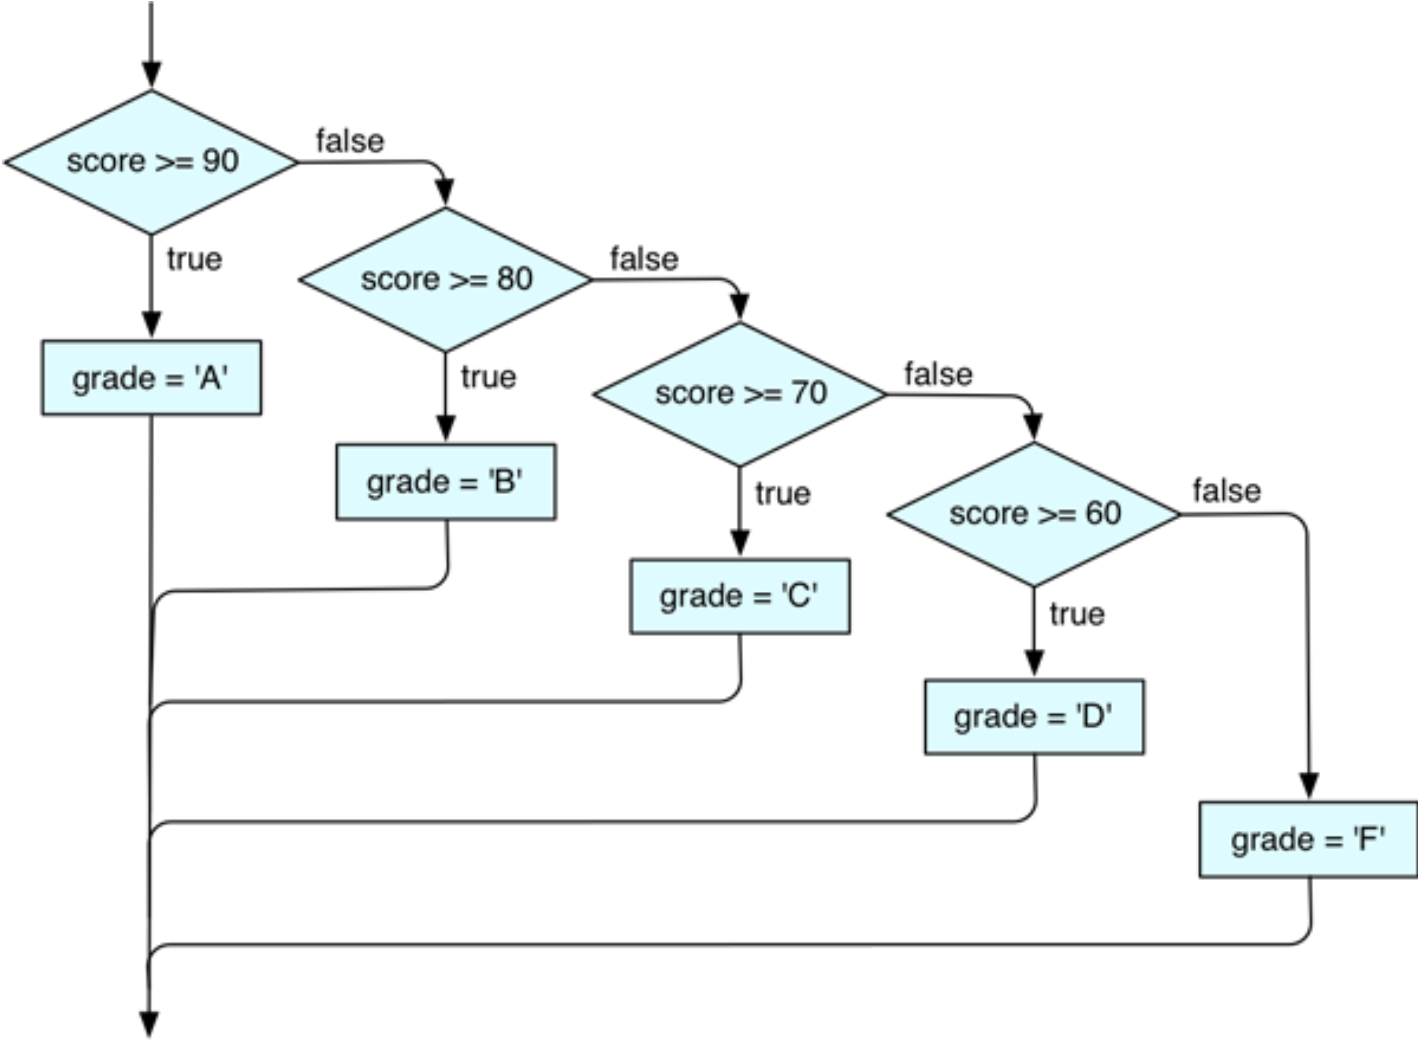 false
score >= 90
true
false
score >= 80
grade = 'A'
true
false
score >= 70
grade = 'B'
true
false
score >= 60
grade = 'C'
true
grade = 'D'
grade = 'F'